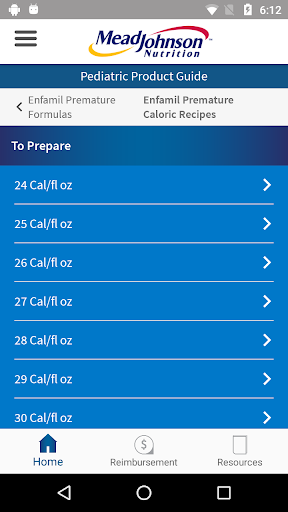 6:12
MeadJohnson™
Nutrition
Pediatric Product Guide
Enfamil Premature
Formulas
Enfamil Premature
Caloric Recipes
To Prepare
24 Cal/fl oz
25 Cal/fl oz
26 Cal/fl oz
27 Cal/fl oz
28 Cal/fl oz
29 Cal/fl oz
30 Cal/fl oz
Home
Reimbursement
Resources